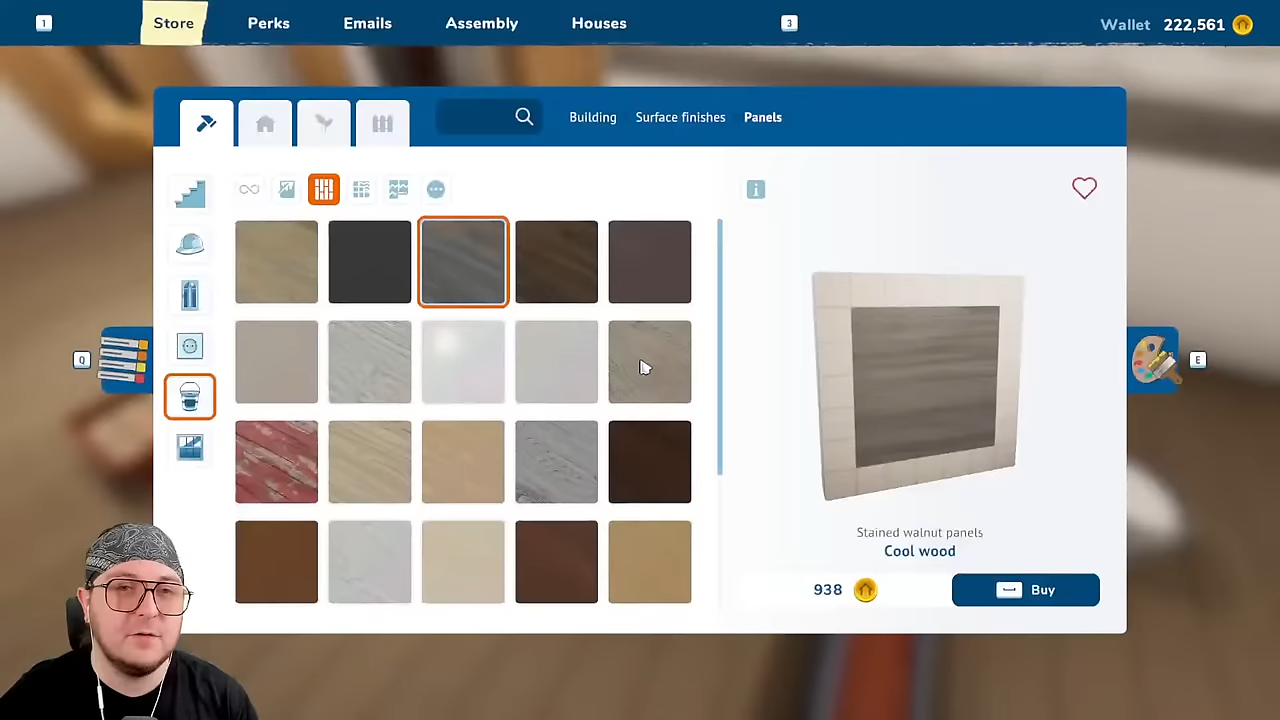 1
Store
Perks
Emails
Assembly
Houses
3
Wallet 222,561
Building
Surface finishes
Panels
Q
E
Stained walnut panels
Cool wood
938
Buy